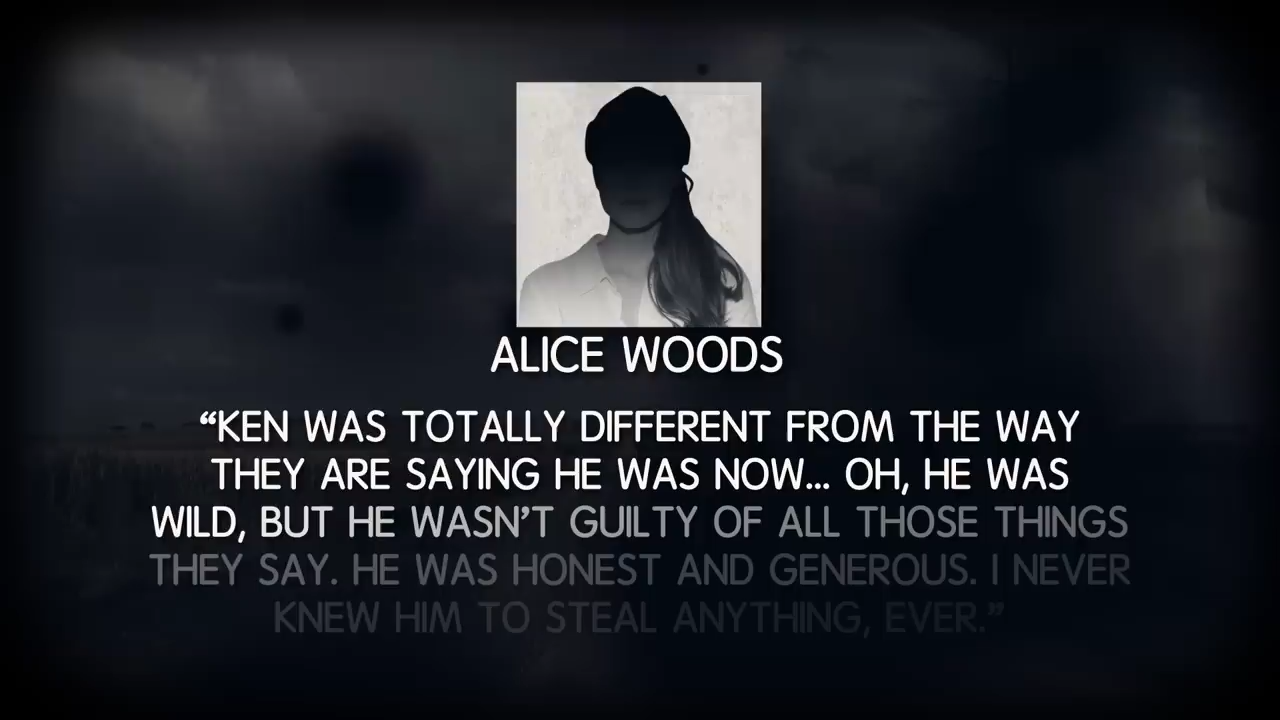 ALICE WOODS
“KEN WAS TOTALLY DIFFERENT FROM THE WAY
THEY ARE SAYING HE WAS NOW... OH, HE WAS
WILD, BUT HE WASN’T GUILTY OF ALL THOSE THINGS
THEY SAY. HE WAS HONEST AND GENEROUS. I NEVER
KNEW HIM TO STEAL ANYTHING, EVER.”